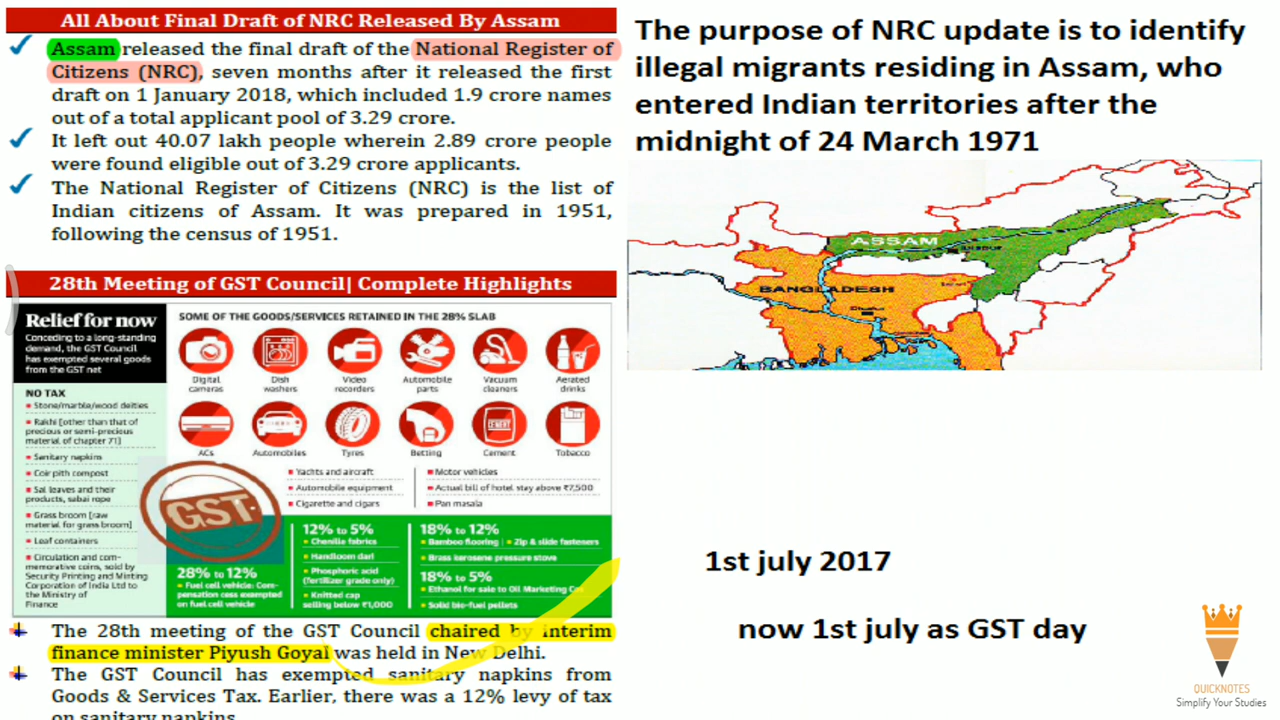 All About Final Draft of NRC Released By Assam
Assam released the final draft of the National Register of
Citizens (NRC), seven months after it released the first
draft on 1 January 2018, which included 1.9 crore names
out of a total applicant pool of 3.29 crore.
It left out 40.07 lakh people wherein 2.89 crore people
were found eligible out of 3.29 crore applicants.
The National Register of Citizens (NRC) is the list of
Indian citizens of Assam. It was prepared in 1951,
following the census of 1951.
28th Meeting of GST Council| Complete Highlights
Relief for now
Conceding to a long-standing
demand, the GST Council
has exempted several goods
from the GST net
NO TAX
Stone/marble/wood deities
Rakhi [other than that of
precious or semi-precious
material of chapter 71]
Sanitary napkins
Coir pith compost
Sal leaves and their
products, sabai rope
Grass broom [raw
material for grass broom]
Leaf containers
Circulation and com-
memorative coins, sold by
Security Printing and Minting
Corporation of India Ltd to
the Ministry of
Finance
SOME OF THE GOODS/SERVICES RETAINED IN THE 28% SLAB
Digital
cameras
Dish
washers
Video
recorders
Automobile
parts
Vacuum
cleaners
Aerated
drinks
CEMENT
ACs
Automobiles
Tyres
Betting
Cement
Tobacco
Yachts and aircraft
Automobile equipment
Cigarette and cigars
Motor vehicles
Actual bill of hotel stay above ₹7,500
Pan masala
GST
28% to 12%
Fuel cell vehicle: Com-
pensation cess exempted
on fuel cell vehicle
12% to 5%
Chenille fabrics
Handloom dari
Phosphoric acid
(fertilizer grade only)
Knitted cap
selling below ₹1,000
18% to 12%
Bamboo flooring | Zip & slide fasteners
Brass kerosene pressure stove
18% to 5%
Ethanol for sale to Oil Marketing
Solid bio-fuel pellets
The 28th meeting of the GST Council chaired by interim
finance minister Piyush Goyal was held in New Delhi.
The GST Council has exempted sanitary napkins from
Goods & Services Tax. Earlier, there was a 12% levy of tax
on sanitary napkins
The purpose of NRC update is to identify
illegal migrants residing in Assam, who
entered Indian territories after the
midnight of 24 March 1971
ASSAM
BANGLADESH
Dhaka
1st july 2017
now 1st july as GST day
QUICKNOTES
Simplify Your Studies